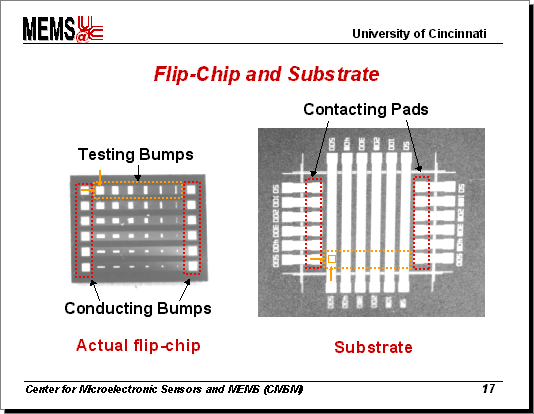 MEMS@UC
University of Cincinnati
Flip-Chip and Substrate
Contacting Pads
Testing Bumps
Conducting Bumps
Actual flip-chip
Substrate
Center for Microelectronic Sensors and MEMS (CMSM)
17